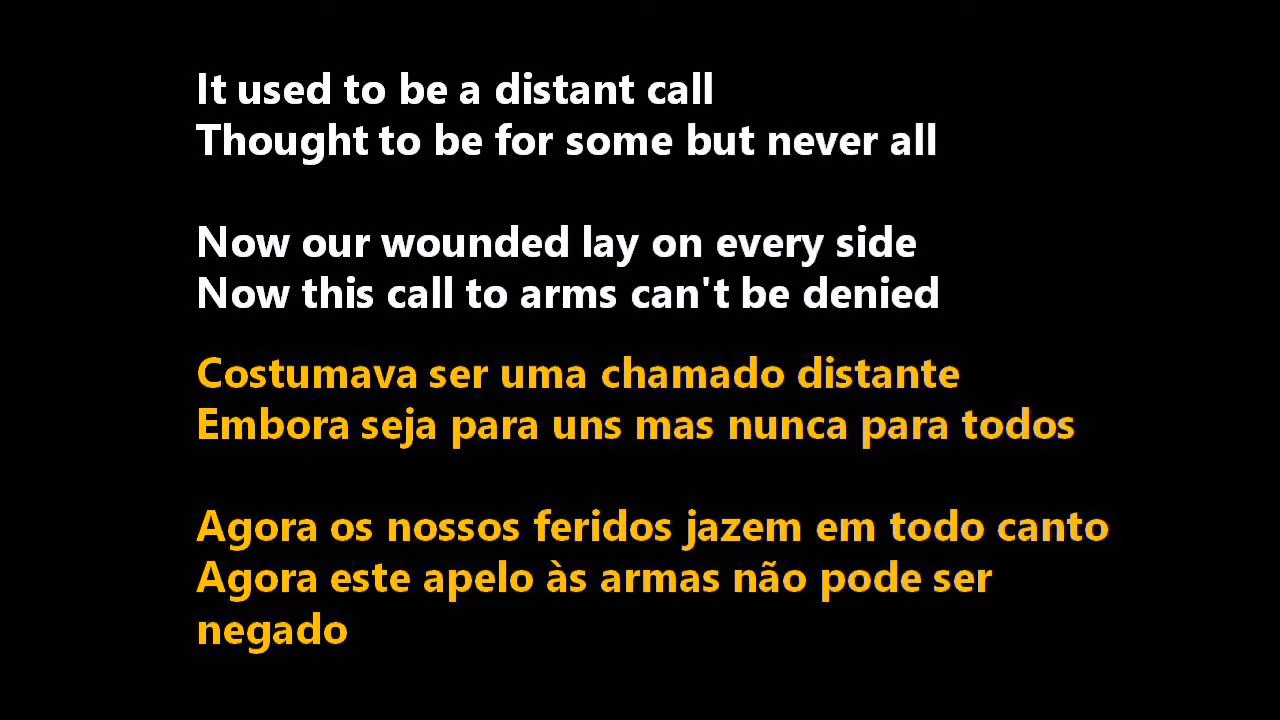 It used to be a distant call
Thought to be for some but never all
Now our wounded lay on every side
Now this call to arms can't be denied
Costumava ser uma chamado distante
Embora seja para uns mas nunca para todos
Agora os nossos feridos jazem em todo canto
Agora este apelo às armas não pode ser
negado